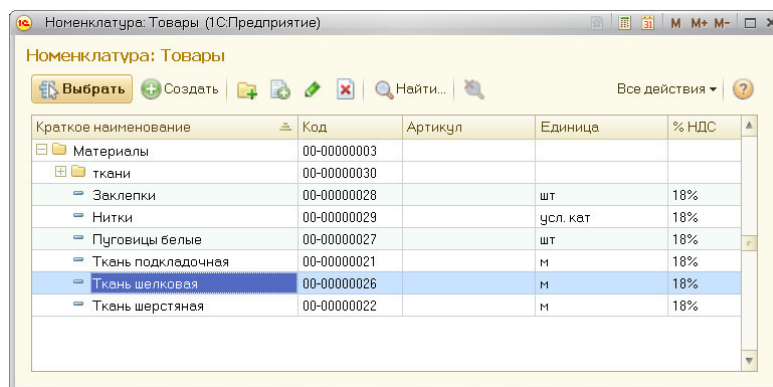 Номенклатура: Товары (1С:Предприятие)
31 M M+ M-
Номенклатура: Товары
Выбрать Создать Найти... Все действия ?
Краткое наименование Код Артикул Единица % НДС
Материалы 00-00000003
ткани 00-00000030
Заклепки 00-00000028 шт 18%
Нитки 00-00000029 усл. кат 18%
Пуговицы белые 00-00000027 шт 18%
Ткань подкладочная 00-00000021 м 18%
Ткань шелковая 00-00000026 м 18%
Ткань шерстяная 00-00000022 м 18%